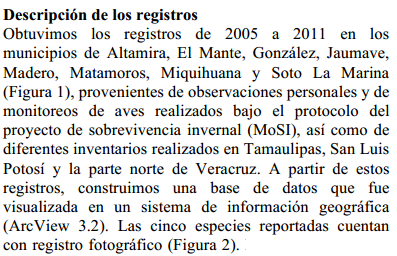 Descripción de los registros
Obtuvimos los registros de 2005 a 2011 en los
municipios de Altamira, El Mante, González, Jaumave,
Madero, Matamoros, Miquihuana y Soto La Marina
(Figura 1), provenientes de observaciones personales y de
monitoreos de aves realizados bajo el protocolo del
proyecto de sobrevivencia invernal (MoSI), así como de
diferentes inventarios realizados en Tamaulipas, San Luis
Potosí y la parte norte de Veracruz. A partir de estos
registros, construimos una base de datos que fue
visualizada en un sistema de información geográfica
(ArcView 3.2). Las cinco especies reportadas cuentan
con registro fotográfico (Figura 2).